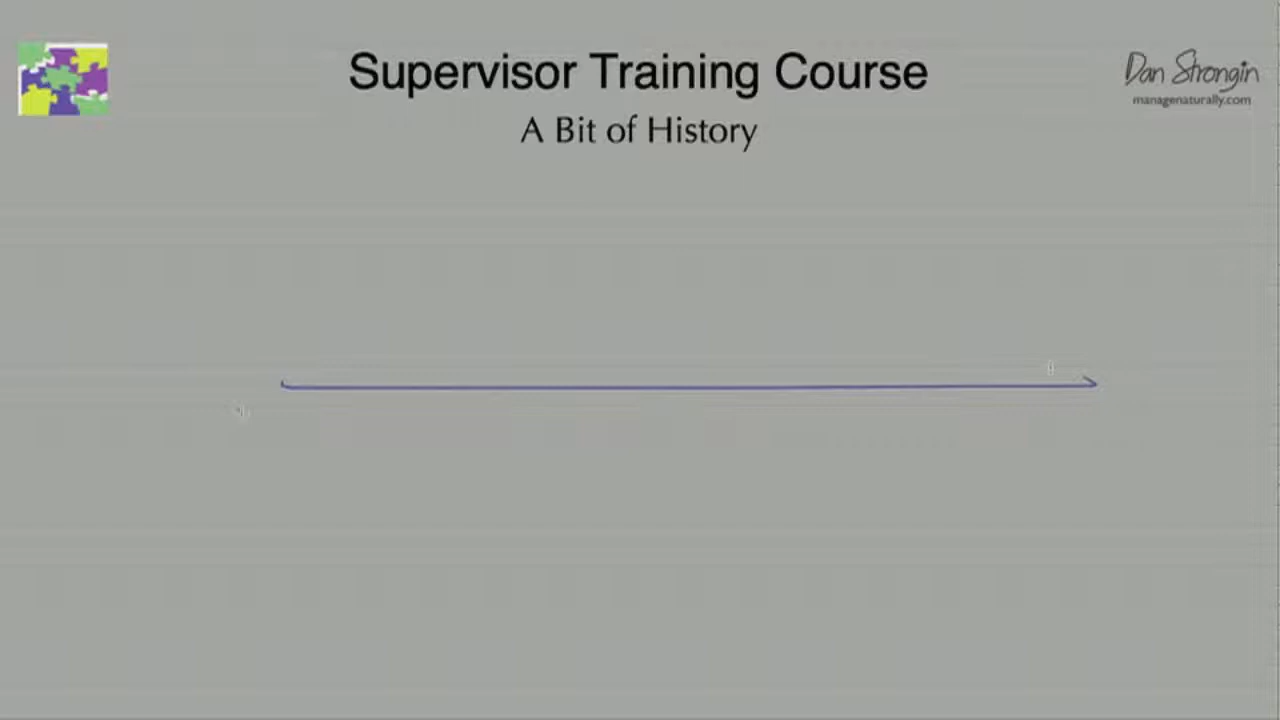 Supervisor Training Course
Dan Strongin
managenaturally.com
A Bit of History